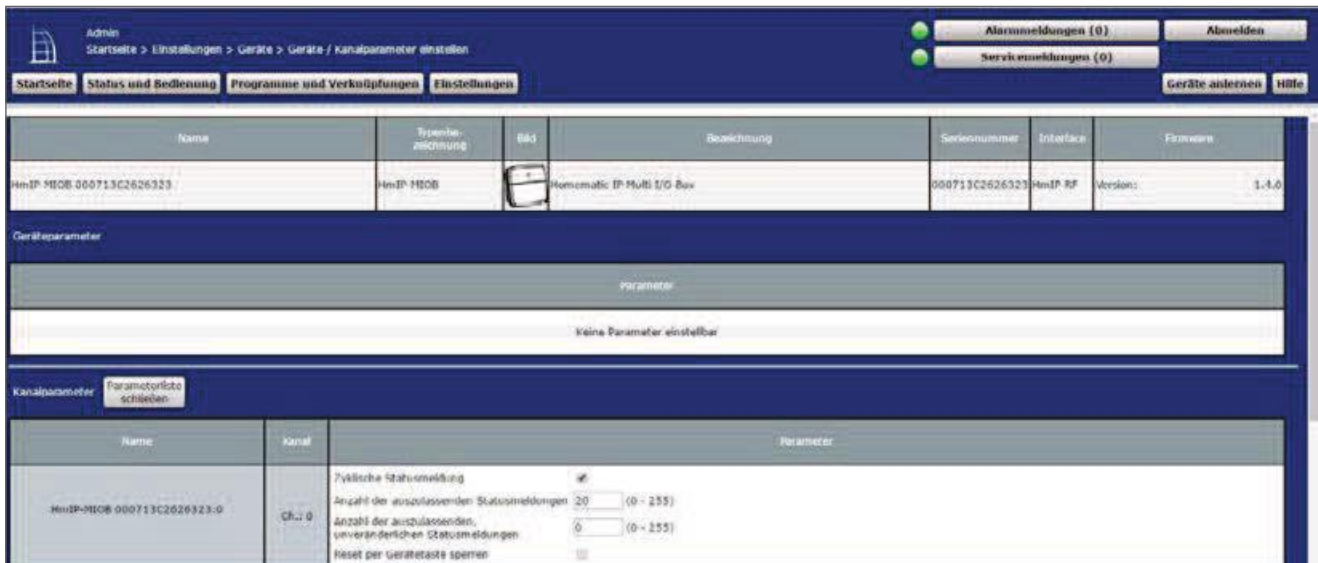 Admin
Startseite > Einstellungen > Geräte > Geräte-/ Kanalparameter einstellen
Alarmmeldungen (0)
Abmelden
Servicemeldungen (0)
Startseite
Status und Bedienung
Programme und Verknüpfungen
Einstellungen
Geräte anlernen
Hilfe
Name
Typenbe-
zeichnung
Bild
Bezeichnung
Seriennummer
Interface
Firmware
HmIP-MIOB 000713C2626323
HmIP-MIOB
Homematic IP Multi I/O Box
000713C2626323
HmIP-RF
Version:
1.4.0
Geräteparameter
Parameter
Keine Parameter einstellbar
Kanalparameter
Parameterliste
schließen
Name
Kanal
Parameter
HmIP-MIOB 000713C2626323:0
Ch.: 0
Zyklische Statusmeldung
Anzahl der auszulassenden Statusmeldungen 20 (0 - 255)
Anzahl der auszulassenden,
unveränderlichen Statusmeldungen 0 (0 - 255)
Reset per Gerätetaste sperren